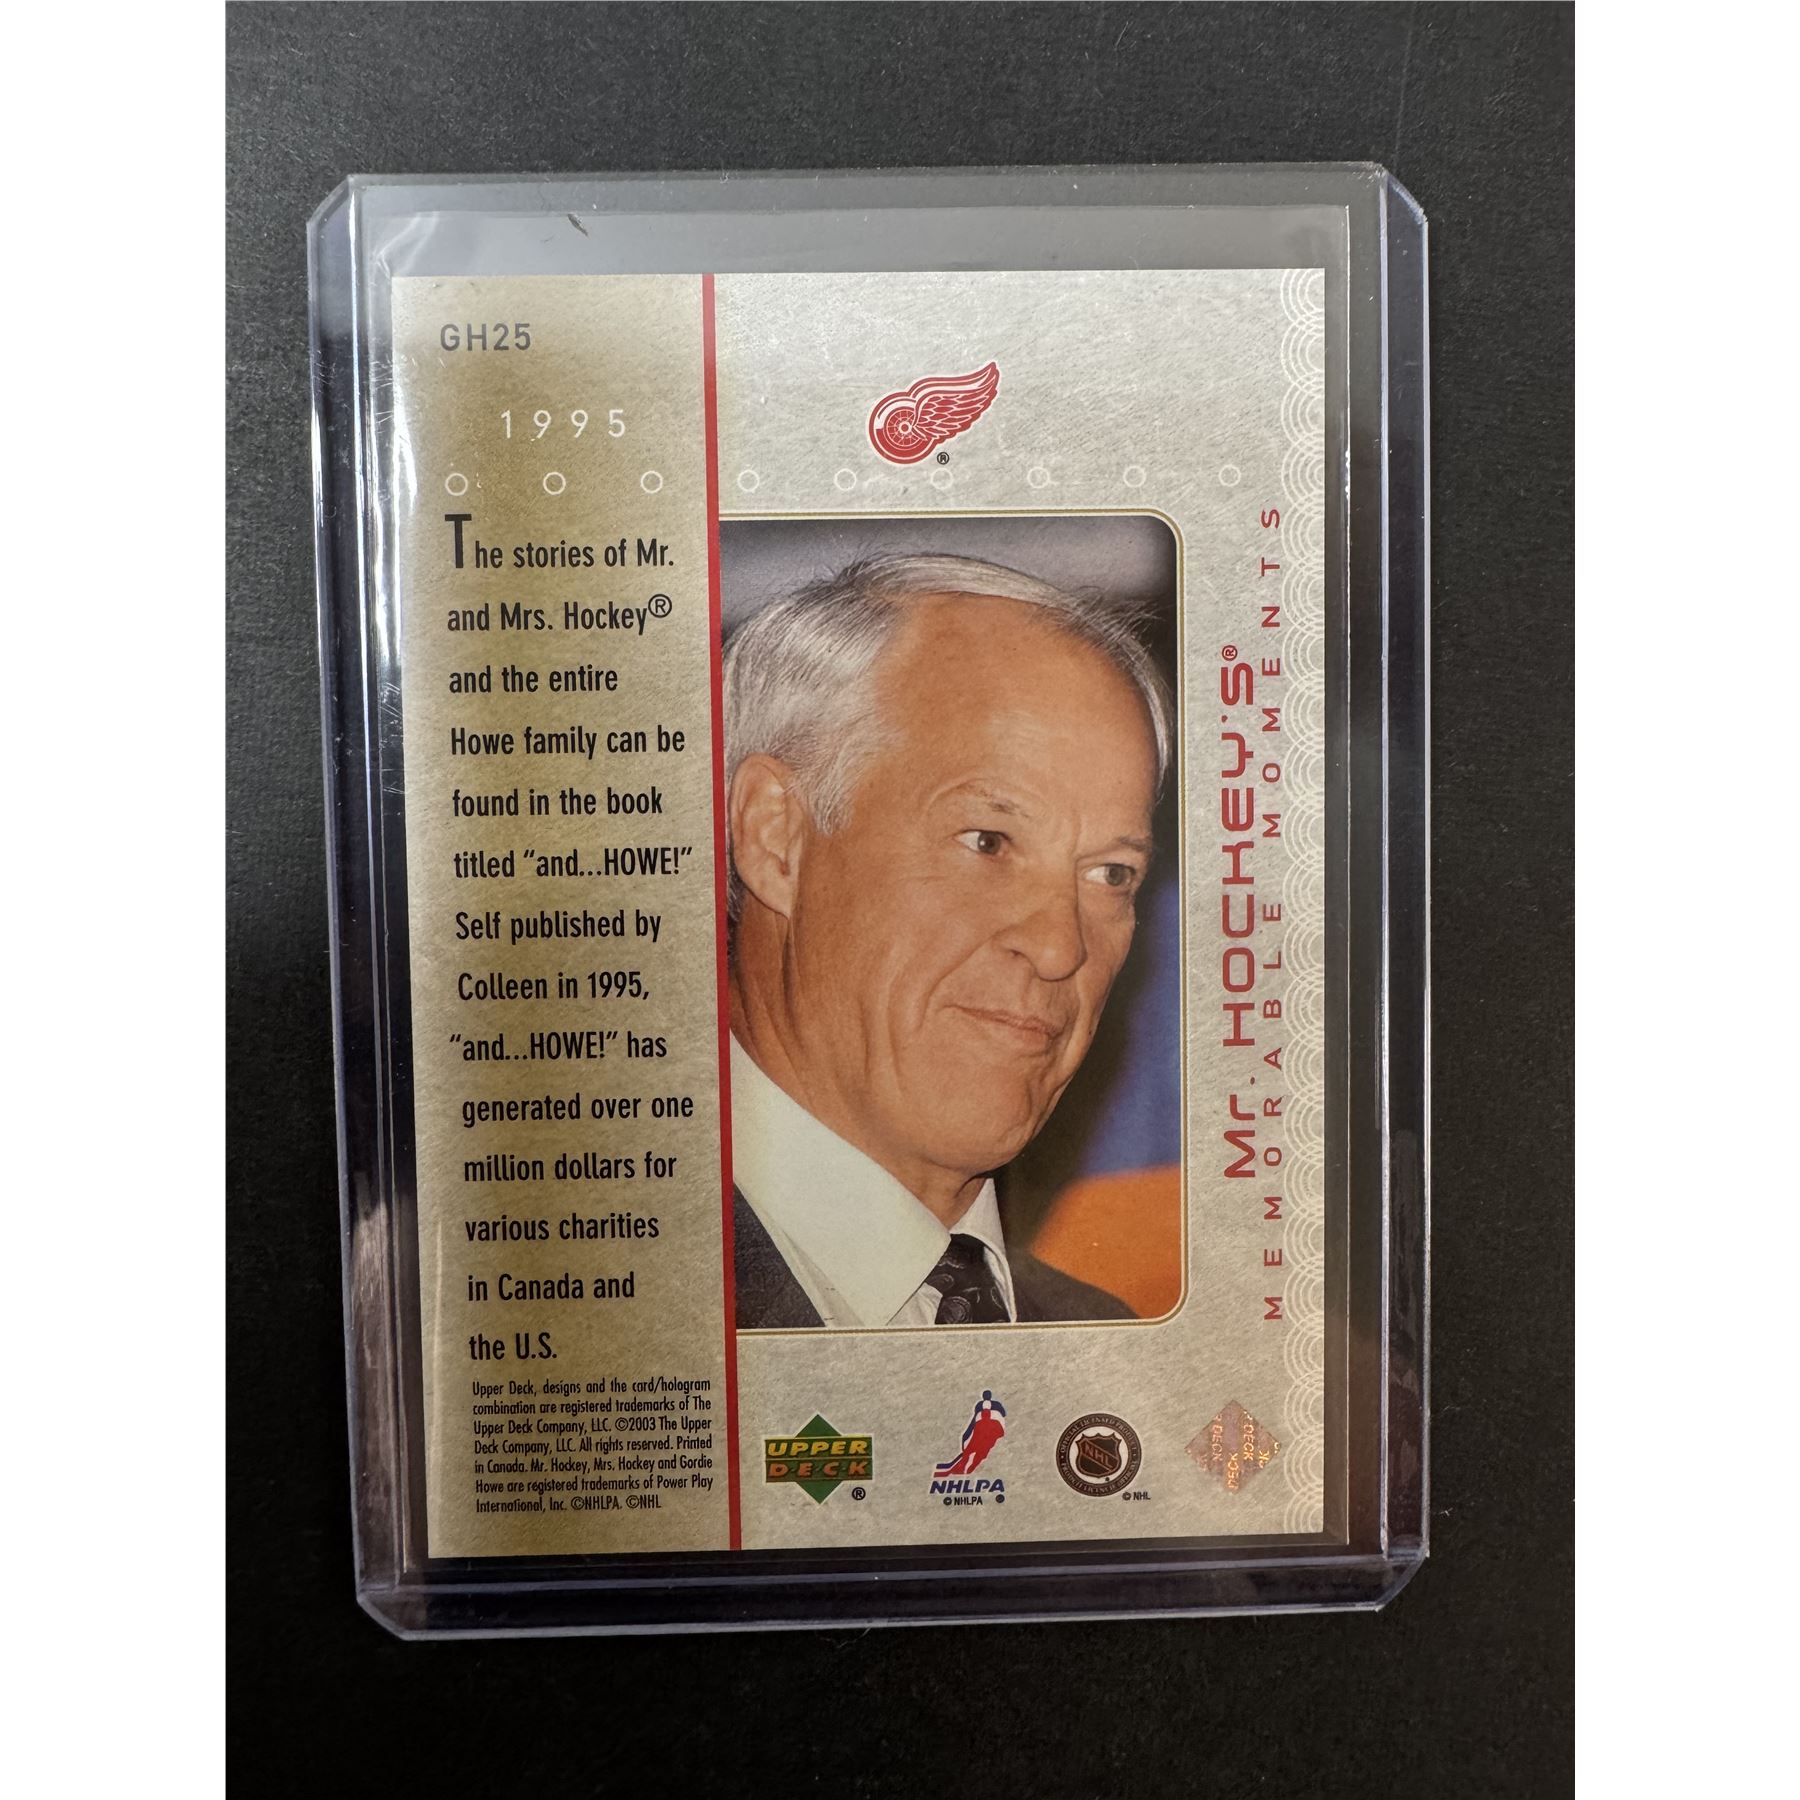 GH25
1995
The stories of Mr.
and Mrs. Hockey®
and the entire
Howe family can be
found in the book
titled “and...HOWE!”
Self published by
Colleen in 1995,
“and...HOWE!” has
generated over one
million dollars for
various charities
in Canada and
the U.S.
Upper Deck, designs and the card/hologram
combination are registered trademarks of The
Upper Deck Company, LLC. ©2003 The Upper
Deck Company, LLC. All rights reserved. Printed
in Canada. Mr. Hockey, Mrs. Hockey and Gordie
Howe are registered trademarks of Power Play
International, Inc. ©NHLPA. ©NHL
®
Mr. HOCKEY'S®
MEMORABLE MOMENTS
UPPER
DECK
®
NHLPA
© NHLPA ®
NHL
© NHL